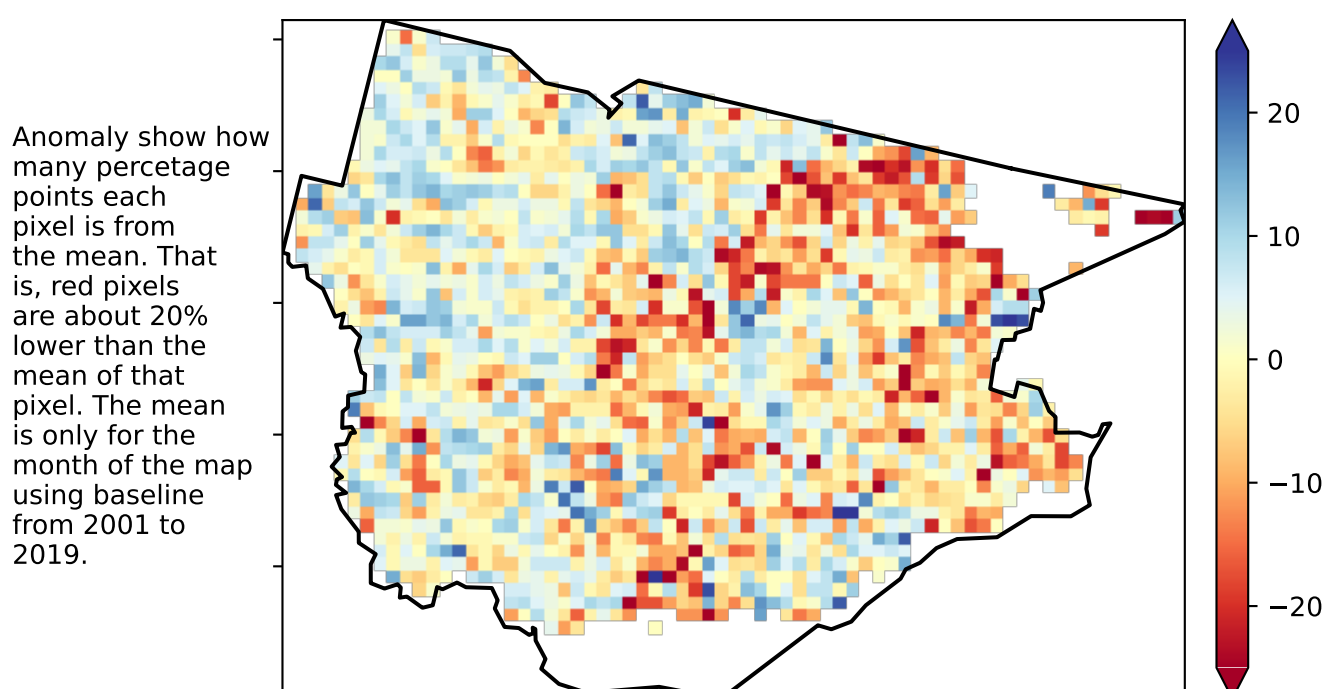 Anomaly show how
many percetage
points each
pixel is from
the mean. That
is, red pixels
are about 20%
lower than the
mean of that
pixel. The mean
is only for the
month of the map
using baseline
from 2001 to
2019.
20
10
0
−10
−20